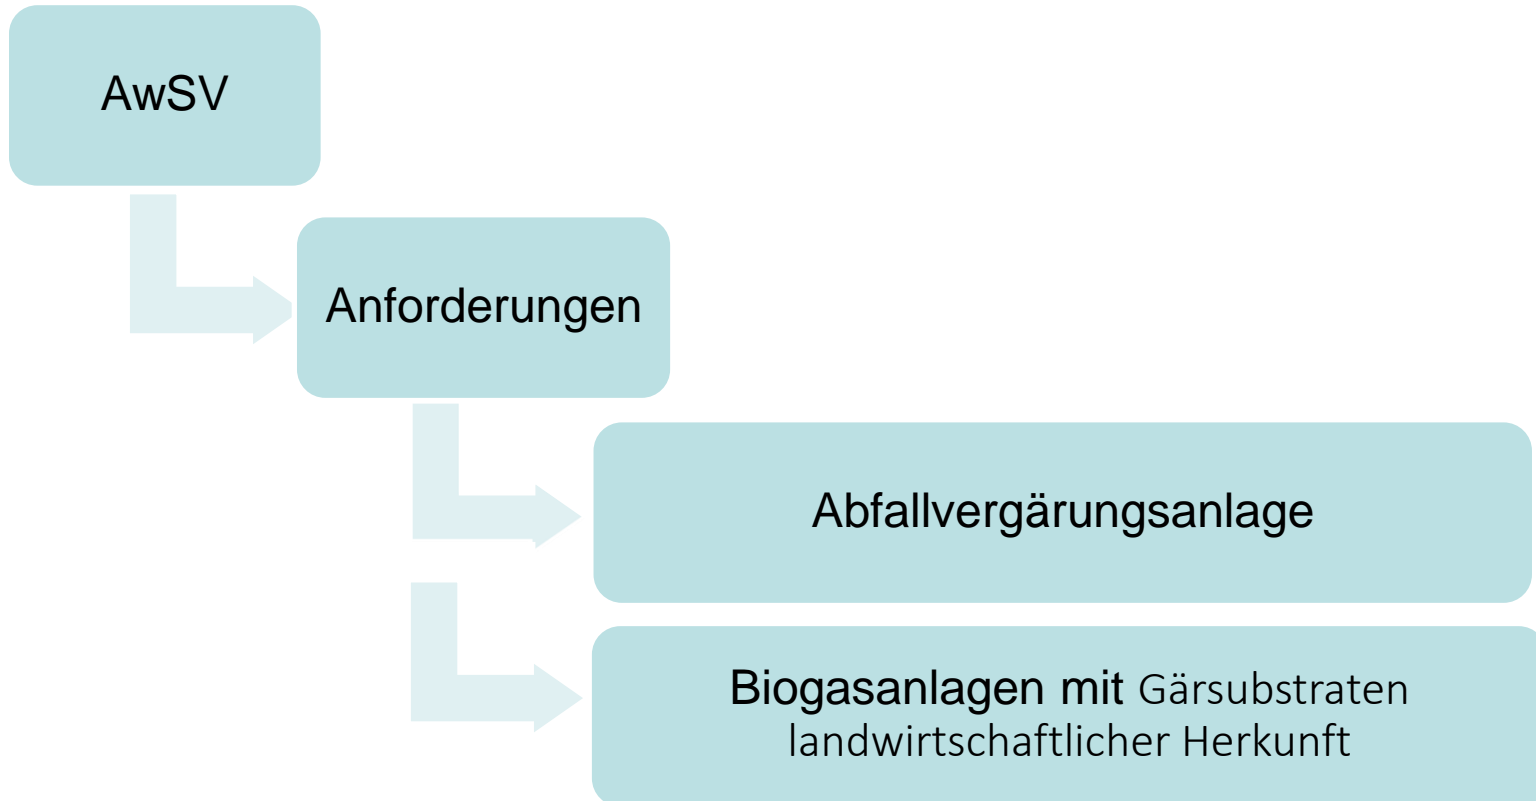 AwSV
Anforderungen
Abfallvergärungsanlage
Biogasanlagen mit Gärsubstraten
landwirtschaftlicher Herkunft